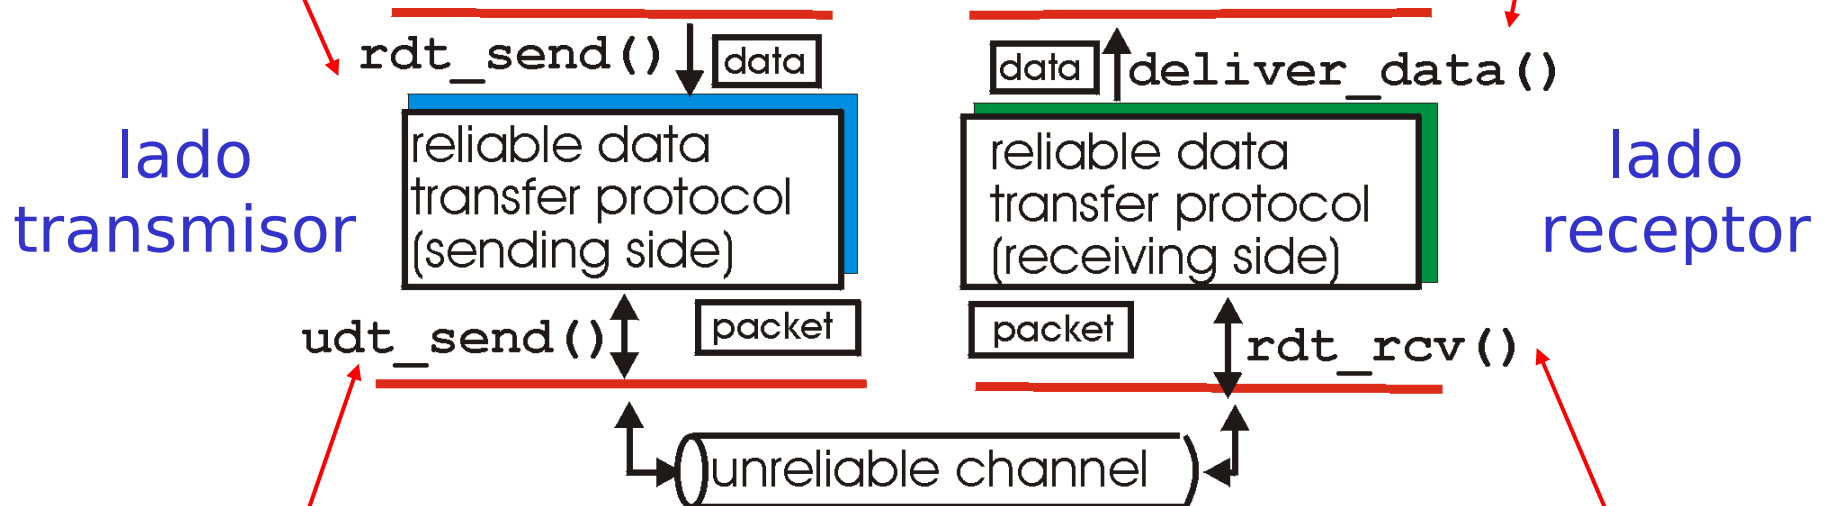 rdt_send()
data
data
deliver_data()
lado
transmisor
reliable data
transfer protocol
(sending side)
reliable data
transfer protocol
(receiving side)
lado
receptor
udt_send()
packet
packet
rdt_rcv()
unreliable channel